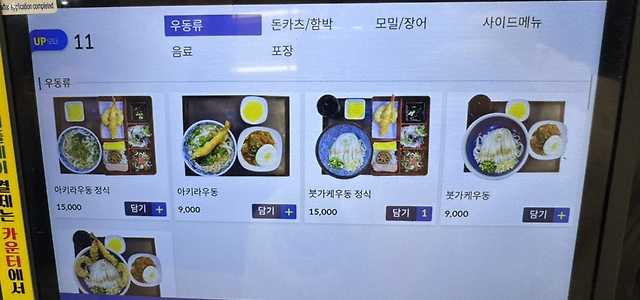 Application completed
UP
11
우동류 돈카츠/함박 모밀/장어 사이드메뉴
음료 포장
우동류
아키라우동 정식
15,000 담기 +
아키라우동
9,000 담기 +
붓가케우동 정식
15,000 담기 1
붓가케우동
9,000 담기 +
결제는 카운터에서